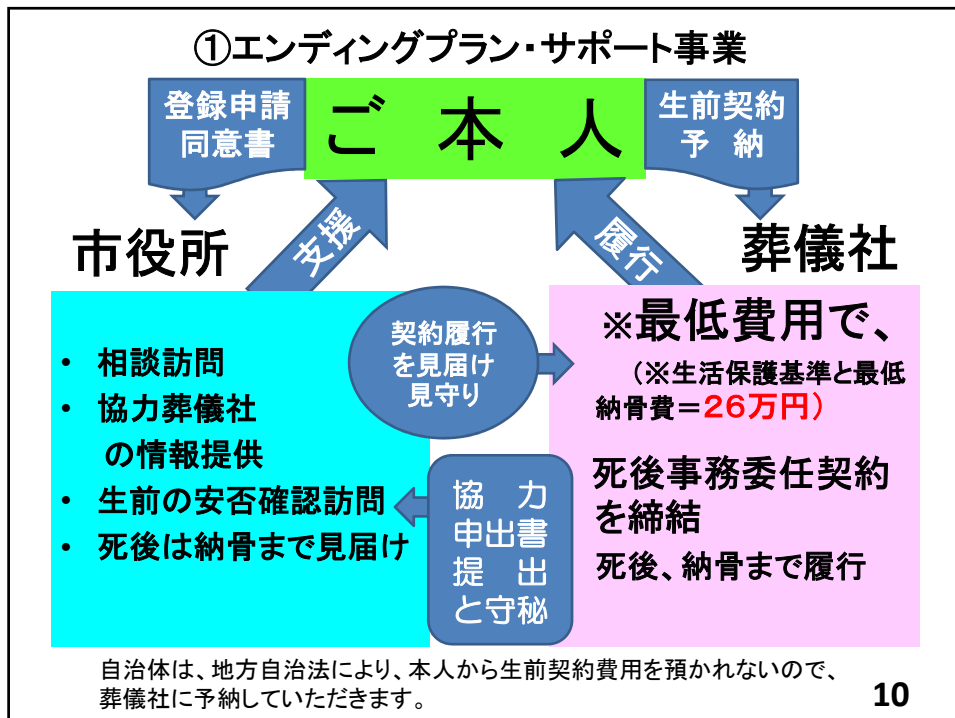 ①エンディングプラン・サポート事業
登録申請
同意書
ご 本 人
生前契約
予 納
市役所
支援
履行
葬儀社
・ 相談訪問
・ 協力葬儀社
の情報提供
・ 生前の安否確認訪問
・ 死後は納骨まで見届け
契約履行
を見届け
見守り
協 力
申出書
提 出
と守秘
※最低費用で、
（※生活保護基準と最低
納骨費＝２６万円）
死後事務委任契約
を締結
死後、納骨まで履行
自治体は、地方自治法により、本人から生前契約費用を預かれないので、
葬儀社に予納していただきます。
10